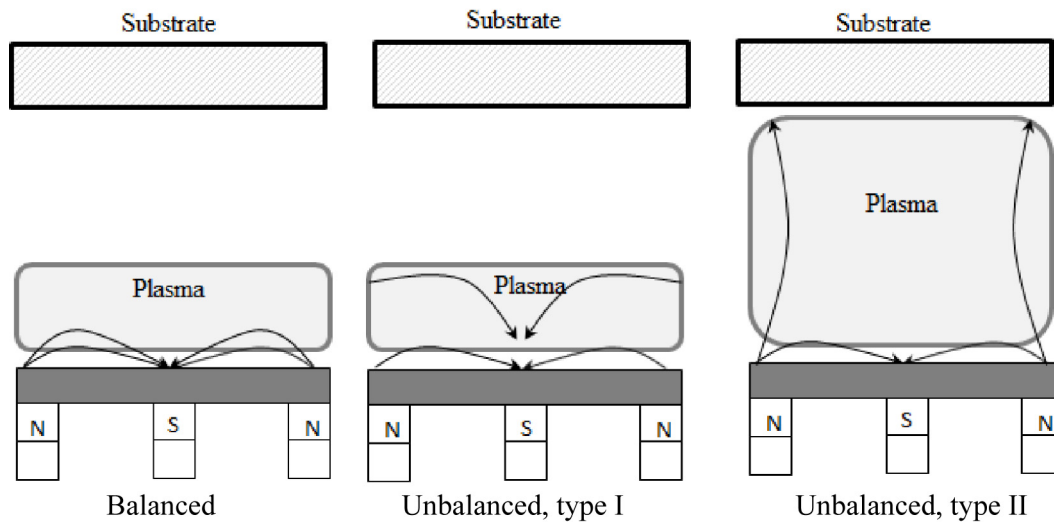 Substrate
Substrate
Substrate
Plasma
Plasma
Plasma
N
S
N
N
S
N
N
S
N
Balanced
Unbalanced, type I
Unbalanced, type II